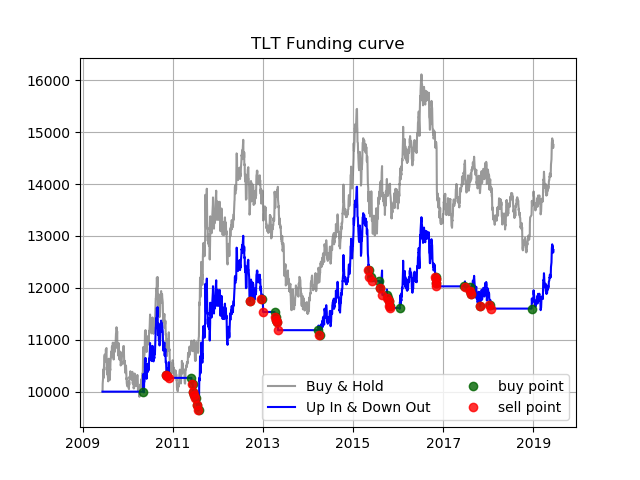 TLT Funding curve
16000
15000
14000
13000
12000
11000
10000
Buy & Hold
Up In & Down Out
buy point
sell point
2009 2011 2013 2015 2017 2019